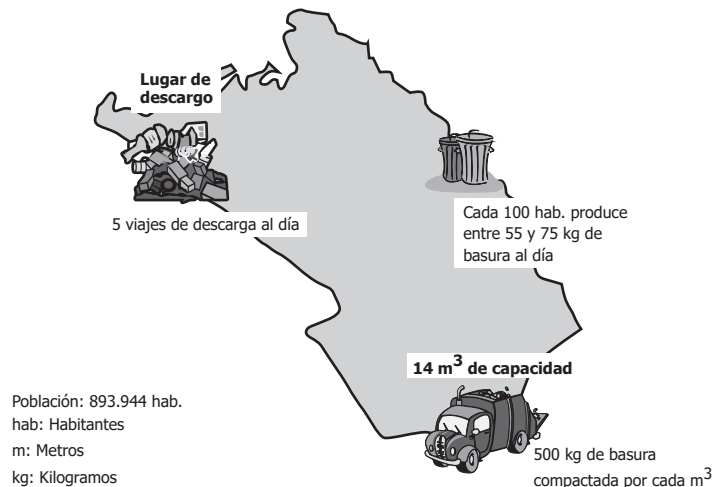 Lugar de
descargo
5 viajes de descarga al día
Cada 100 hab. produce
entre 55 y 75 kg de
basura al día
14 m³ de capacidad
500 kg de basura
compactada por cada m³
Población: 893.944 hab.
hab: Habitantes
m: Metros
kg: Kilogramos